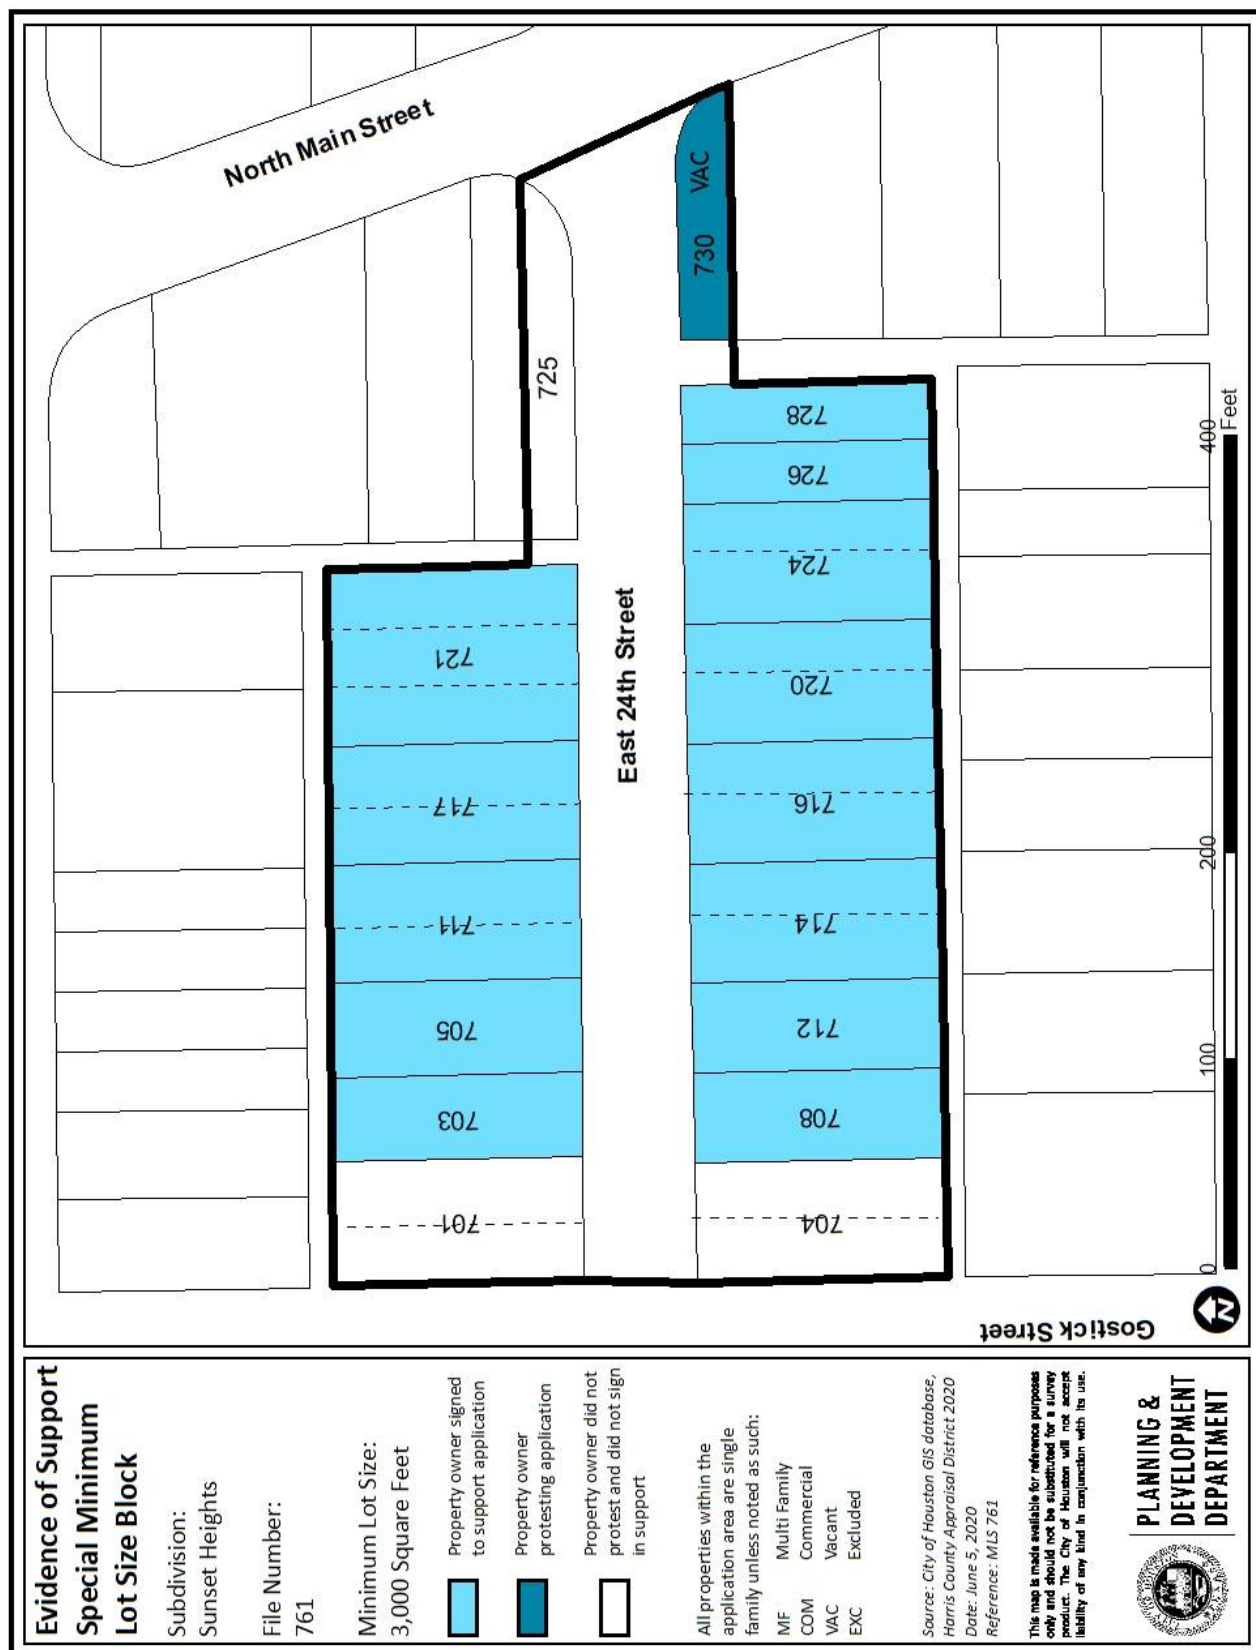 Evidence of Support
Special Minimum
Lot Size Block
Subdivision:
Sunset Heights
File Number:
761
Minimum Lot Size:
3,000 Square Feet
Property owner signed
to support application
Property owner
protesting application
Property owner did not
protest and did not sign
in support
All properties within the
application area are single
family unless noted as such:
MF Multi Family
COM Commercial
VAC Vacant
EXC Excluded
Source: City of Houston GIS database,
Harris County Appraisal District 2020
Date: June 5, 2020
Reference: MLS 761
This map is made available for reference purposes
only and should not be substituted for a survey
product. The City of Houston will not accept
liability of any kind in conjunction with its use.
PLANNING &
DEVELOPMENT
DEPARTMENT
North Main Street
725
730 VAC
701
703
705
711
717
721
East 24th Street
704
708
712
714
716
720
724
726
728
Gostick Street
N
0
100
200
400
Feet